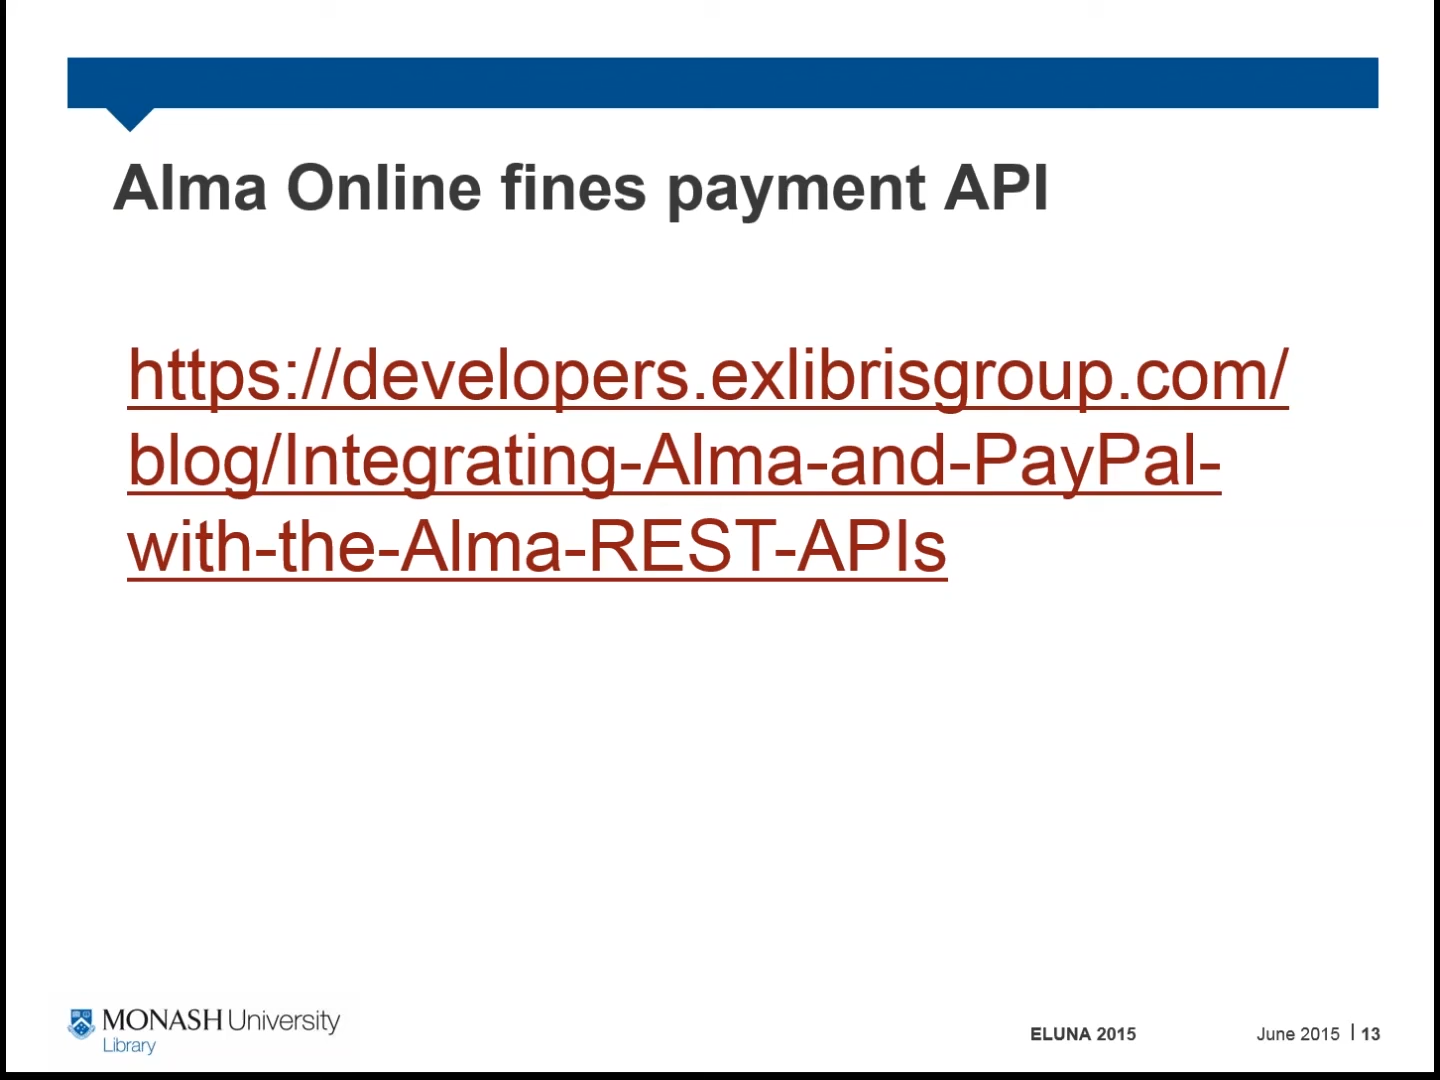 Alma Online fines payment API
https://developers.exlibrisgroup.com/
blog/Integrating-Alma-and-PayPal-
with-the-Alma-REST-APIs
MONASH University
Library
ELUNA 2015
June 2015 | 13